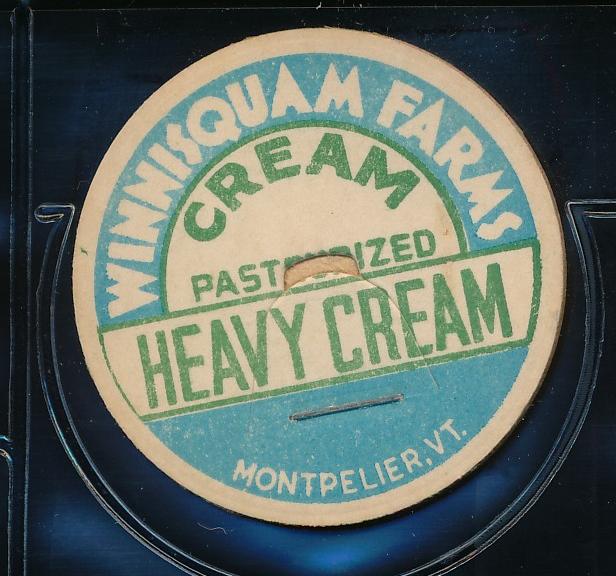 WINNISQUAM FARMS
CREAM
PASTEURIZED
HEAVY CREAM
MONTPELIER, VT.